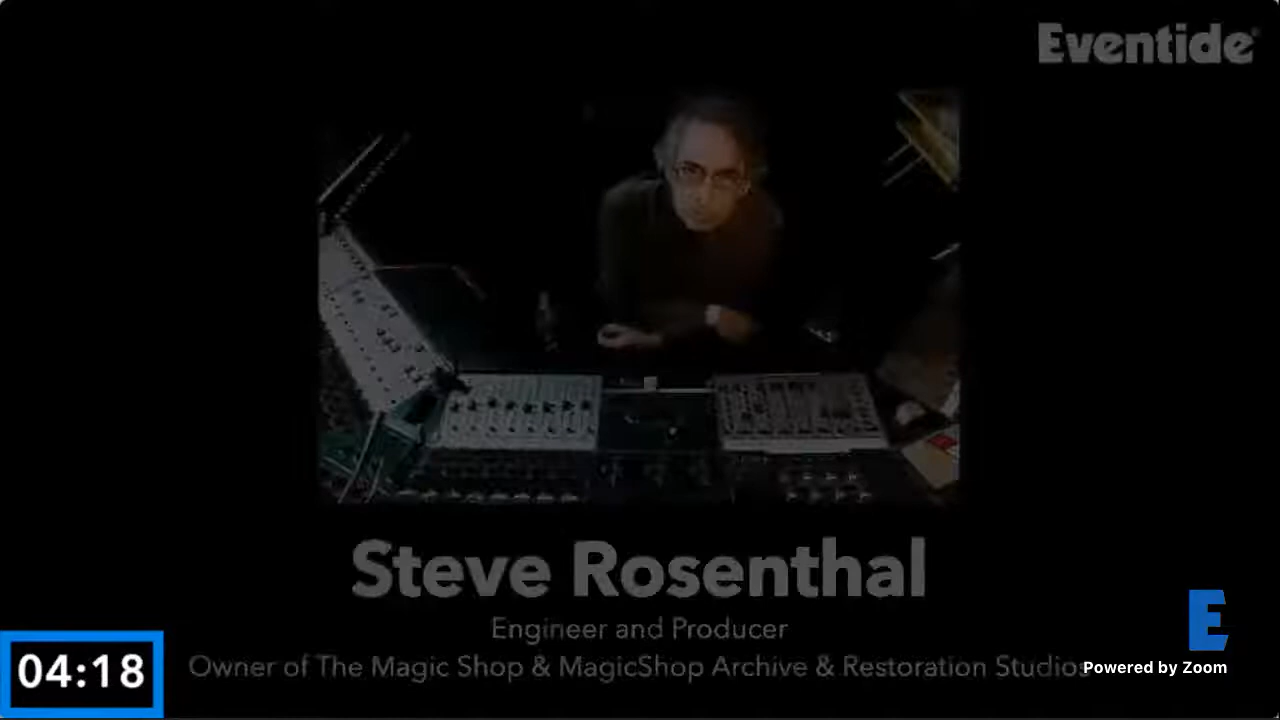 Eventide
Steve Rosenthal
Engineer and Producer
Owner of The Magic Shop & MagicShop Archive & Restoration Studios
E
Powered by Zoom
04:18